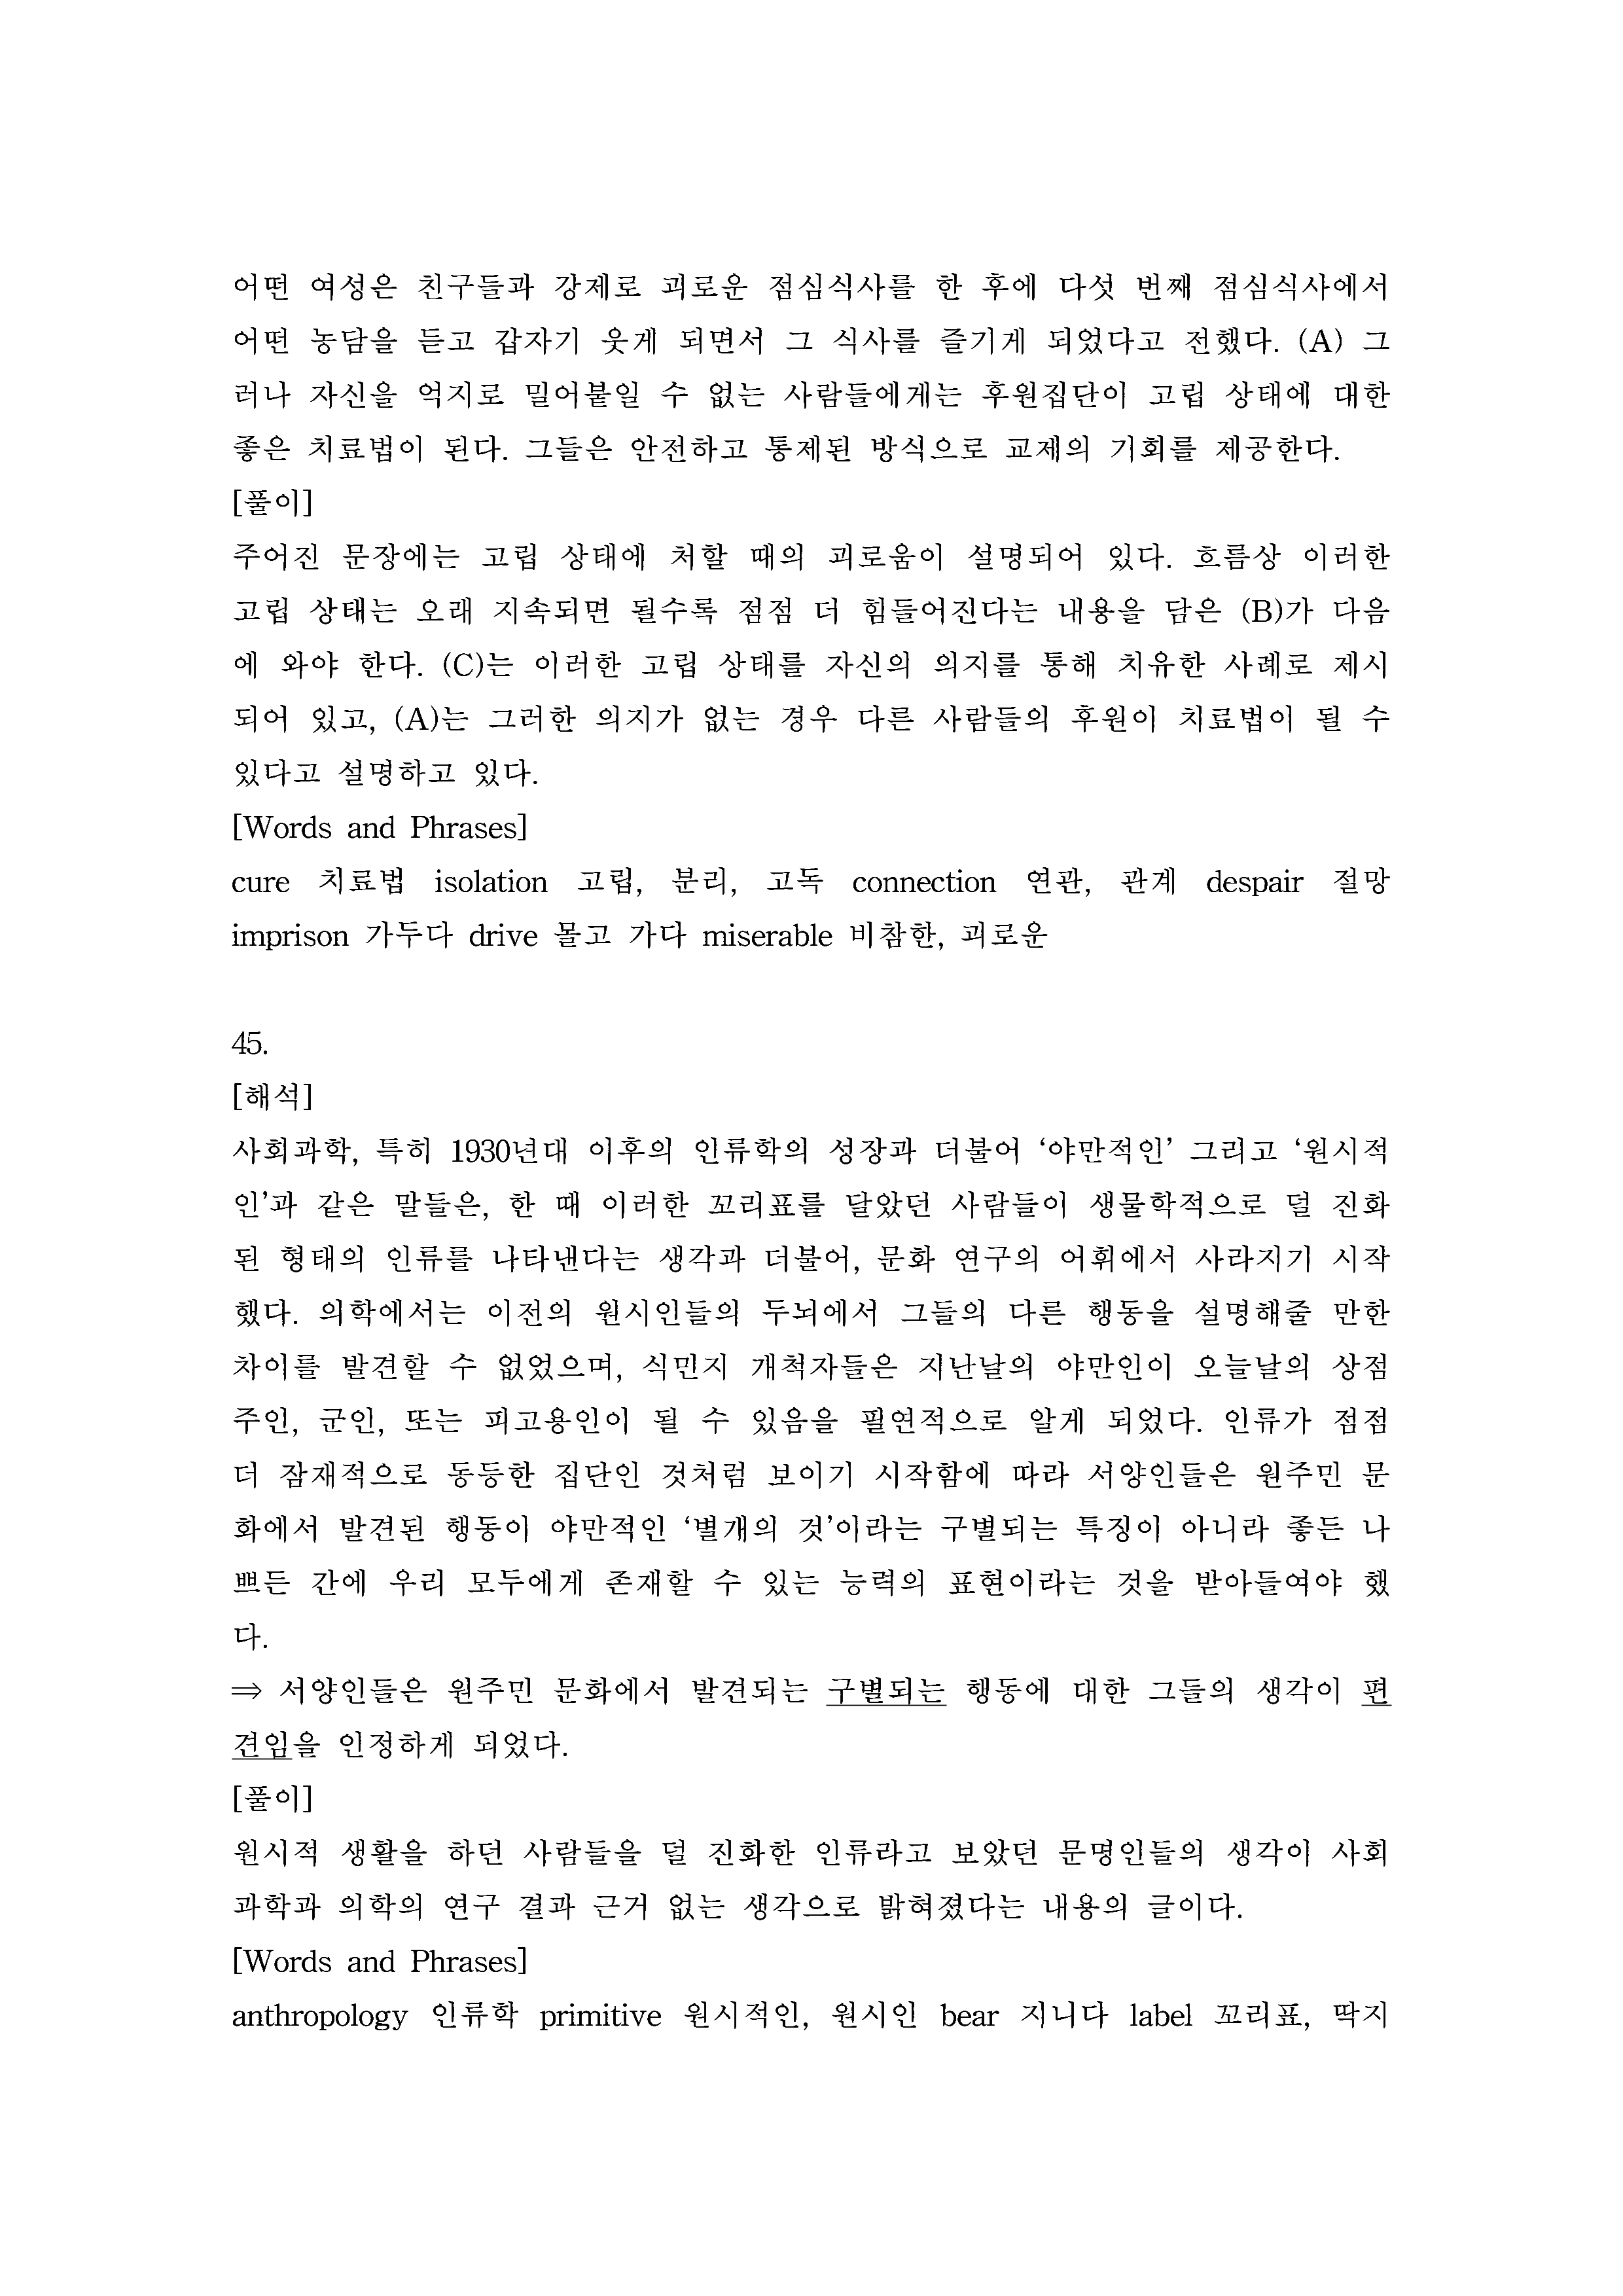 어떤 여성은 친구들과 강제로 괴로운 점심식사를 한 후에 다섯 번째 점심식사에서
어떤 농담을 듣고 갑자기 웃게 되면서 그 식사를 즐기게 되었다고 전했다. (A) 그
러나 자신을 억지로 밀어붙일 수 없는 사람들에게는 후원집단이 고립 상태에 대한
좋은 치료법이 된다. 그들은 안전하고 통제된 방식으로 교제의 기회를 제공한다.
[풀이]
주어진 문장에는 고립 상태에 처할 때의 괴로움이 설명되어 있다. 흐름상 이러한
고립 상태는 오래 지속되면 될수록 점점 더 힘들어진다는 내용을 담은 (B)가 다음
에 와야 한다. (C)는 이러한 고립 상태를 자신의 의지를 통해 치유한 사례로 제시
되어 있고, (A)는 그러한 의지가 없는 경우 다른 사람들의 후원이 치료법이 될 수
있다고 설명하고 있다.
[Words and Phrases]
cure 치료법 isolation 고립, 분리, 고독 connection 연관, 관계 despair 절망
imprison 가두다 drive 몰고 가다 miserable 비참한, 괴로운
45.
[해석]
사회과학, 특히 1930년대 이후의 인류학의 성장과 더불어 ‘야만적인’ 그리고 ‘원시적
인’과 같은 말들은, 한 때 이러한 꼬리표를 달았던 사람들이 생물학적으로 덜 진화
된 형태의 인류를 나타낸다는 생각과 더불어, 문화 연구의 어휘에서 사라지기 시작
했다. 의학에서는 이전의 원시인들의 두뇌에서 그들의 다른 행동을 설명해줄 만한
차이를 발견할 수 없었으며, 식민지 개척자들은 지난날의 야만인이 오늘날의 상점
주인, 군인, 또는 피고용인이 될 수 있음을 필연적으로 알게 되었다. 인류가 점점
더 잠재적으로 동등한 집단인 것처럼 보이기 시작함에 따라 서양인들은 원주민 문
화에서 발견된 행동이 야만적인 ‘별개의 것’이라는 구별되는 특징이 아니라 좋든 나
쁘든 간에 우리 모두에게 존재할 수 있는 능력의 표현이라는 것을 받아들여야 했
다.
⇒ 서양인들은 원주민 문화에서 발견되는 구별되는 행동에 대한 그들의 생각이 편
견임을 인정하게 되었다.
[풀이]
원시적 생활을 하던 사람들을 덜 진화한 인류라고 보았던 문명인들의 생각이 사회
과학과 의학의 연구 결과 근거 없는 생각으로 밝혀졌다는 내용의 글이다.
[Words and Phrases]
anthropology 인류학 primitive 원시적인, 원시인 bear 지니다 label 꼬리표, 딱지